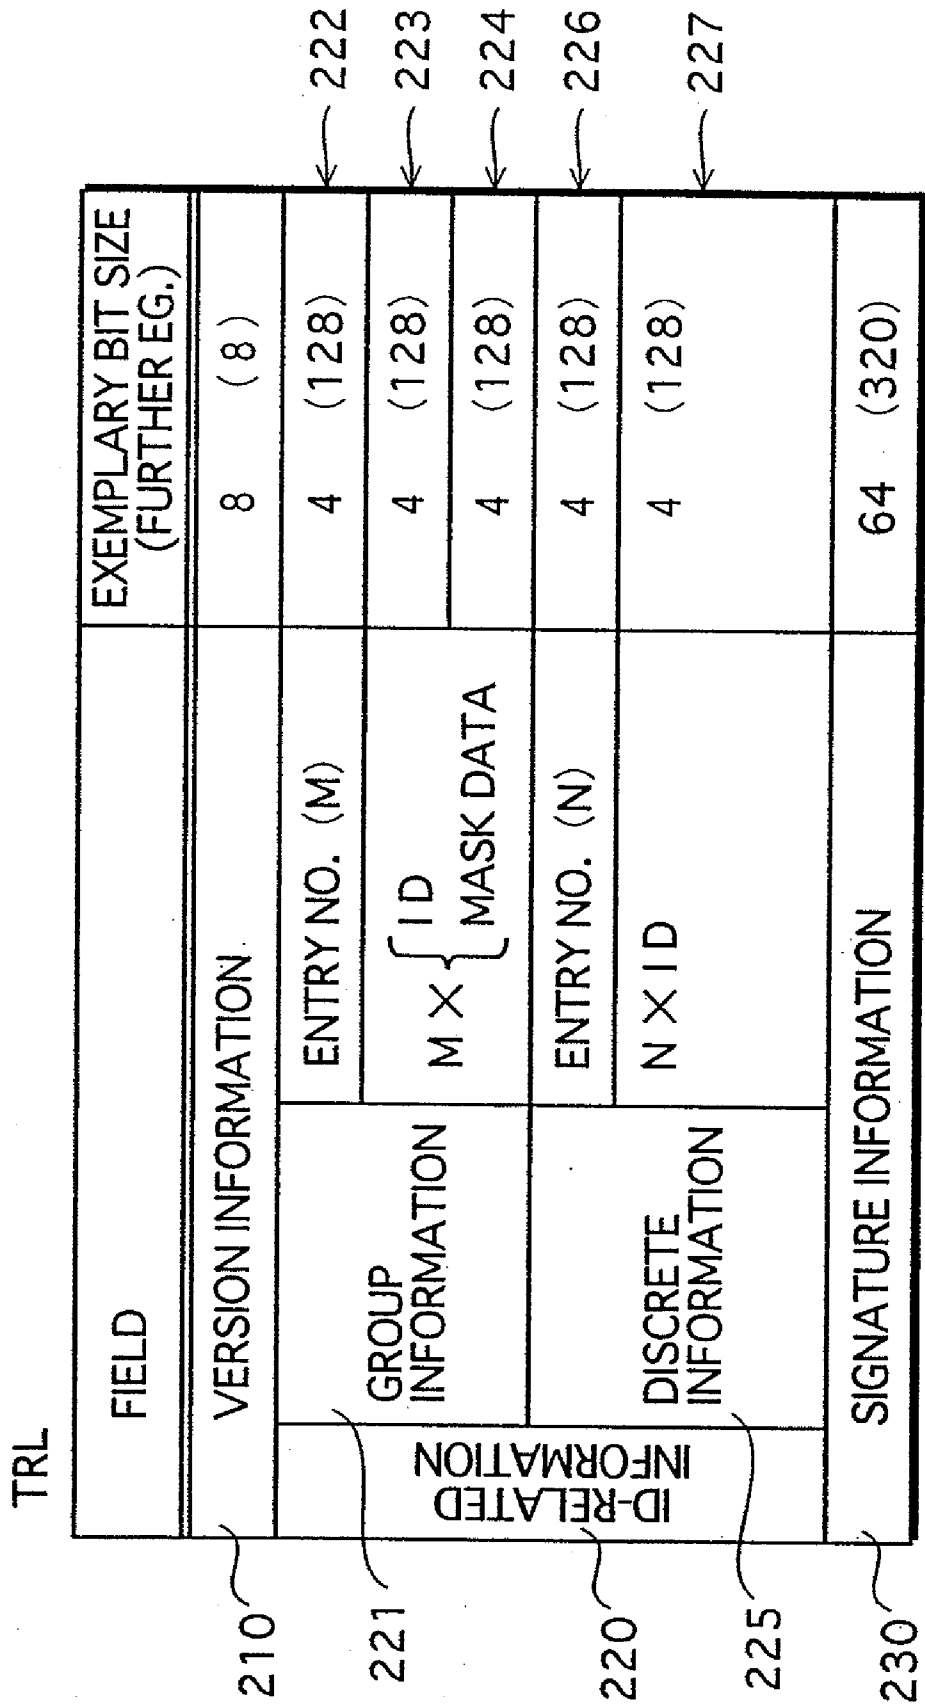 TRL
FIELD
EXEMPLARY BIT SIZE
(FURTHER EG.)
210
VERSION INFORMATION
8 (8)
220
ID-RELATED
INFORMATION
221
GROUP
INFORMATION
ENTRY NO. (M)
4 (128)
222
M X { ID
4 (128)
223
MASK DATA
4 (128)
224
225
DISCRETE
INFORMATION
ENTRY NO. (N)
4 (128)
226
N X ID
4 (128)
227
230
SIGNATURE INFORMATION
64 (320)